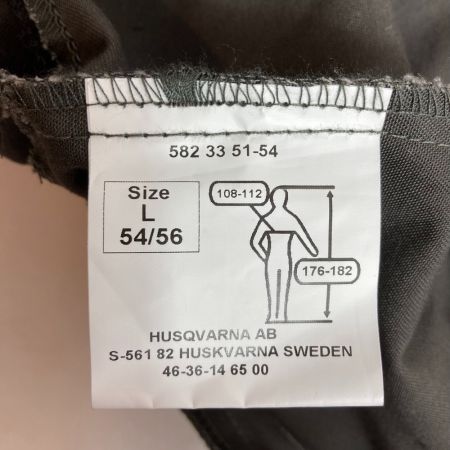 582 33 51-54
Size
L
54/56
108-112
176-182
HUSQVARNA AB
S-561 82 HUSKVARNA SWEDEN
46-36-14 65 00